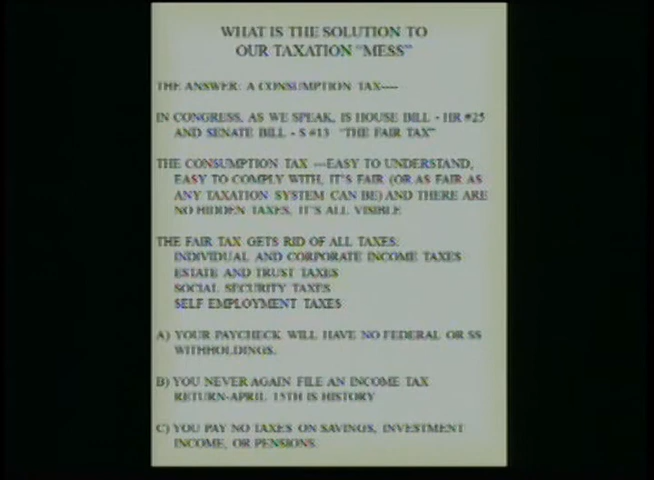 WHAT IS THE SOLUTION TO
OUR TAXATION "MESS"
THE ANSWER: A CONSUMPTION TAX----
IN CONGRESS, AS WE SPEAK, IS HOUSE BILL - HR #25
AND SENATE BILL - S #13 "THE FAIR TAX"
THE CONSUMPTION TAX ---EASY TO UNDERSTAND,
EASY TO COMPLY WITH, IT'S FAIR (OR AS FAIR AS
ANY TAXATION SYSTEM CAN BE) AND THERE ARE
NO HIDDEN TAXES, IT'S ALL VISIBLE
THE FAIR TAX GETS RID OF ALL TAXES:
INDIVIDUAL AND CORPORATE INCOME TAXES
ESTATE AND TRUST TAXES
SOCIAL SECURITY TAXES
SELF EMPLOYMENT TAXES
A) YOUR PAYCHECK WILL HAVE NO FEDERAL OR SS
WITHHOLDINGS.
B) YOU NEVER AGAIN FILE AN INCOME TAX
RETURN-APRIL 15TH IS HISTORY
C) YOU PAY NO TAXES ON SAVINGS, INVESTMENT
INCOME, OR PENSIONS.